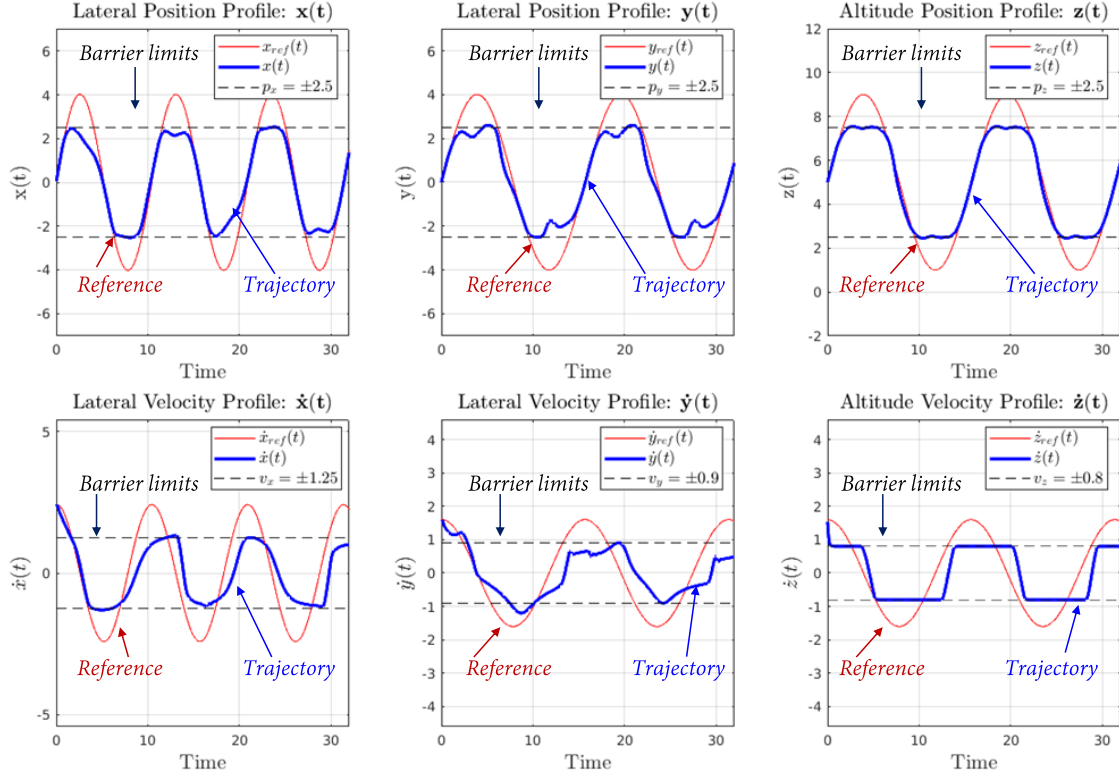 Lateral Position Profile: x(t)
6
4
2
0
-2
-4
-6
0 10 20 30
x(t)
Time
Barrier limits
x_ref(t)
x(t)
p_x = ±2.5
Reference
Trajectory
Lateral Position Profile: y(t)
6
4
2
0
-2
-4
-6
0 10 20 30
y(t)
Time
Barrier limits
y_ref(t)
y(t)
p_y = ±2.5
Reference
Trajectory
Altitude Position Profile: z(t)
12
10
8
6
4
2
0
-2
0 10 20 30
z(t)
Time
Barrier limits
z_ref(t)
z(t)
p_z = ±2.5
Reference
Trajectory
Lateral Velocity Profile: ẋ(t)
5
0
-5
0 10 20 30
ẋ(t)
Time
Barrier limits
ẋ_ref(t)
ẋ(t)
v_x = ±1.25
Reference
Trajectory
Lateral Velocity Profile: ẏ(t)
4
3
2
1
0
-1
-2
-3
-4
0 10 20 30
ẏ(t)
Time
Barrier limits
ẏ_ref(t)
ẏ(t)
v_y = ±0.9
Reference
Trajectory
Altitude Velocity Profile: ż(t)
4
3
2
1
0
-1
-2
-3
-4
0 10 20 30
ż(t)
Time
Barrier limits
ż_ref(t)
ż(t)
v_z = ±0.8
Reference
Trajectory